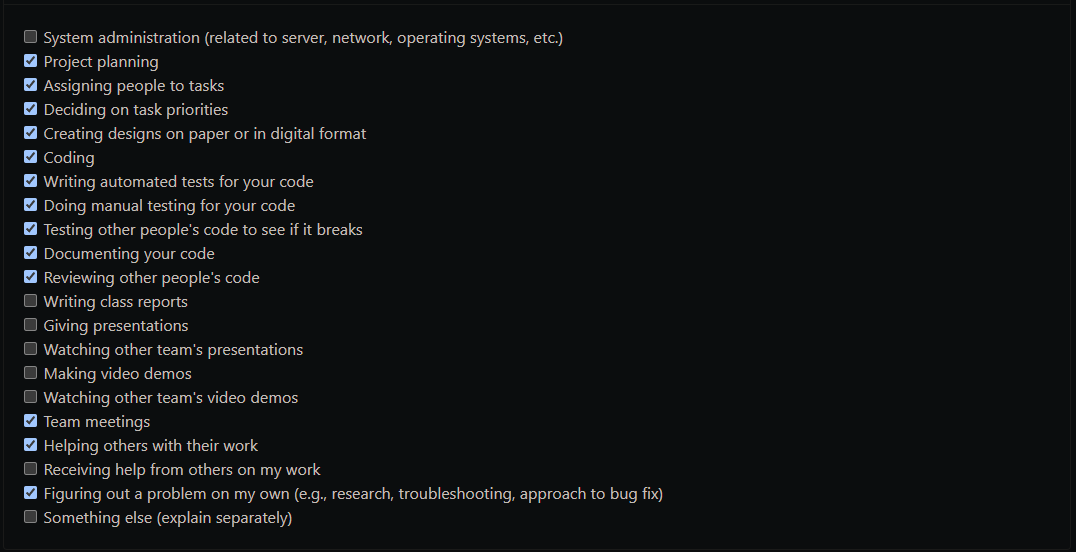 System administration (related to server, network, operating systems, etc.)
Project planning
Assigning people to tasks
Deciding on task priorities
Creating designs on paper or in digital format
Coding
Writing automated tests for your code
Doing manual testing for your code
Testing other people's code to see if it breaks
Documenting your code
Reviewing other people's code
Writing class reports
Giving presentations
Watching other team's presentations
Making video demos
Watching other team's video demos
Team meetings
Helping others with their work
Receiving help from others on my work
Figuring out a problem on my own (e.g., research, troubleshooting, approach to bug fix)
Something else (explain separately)